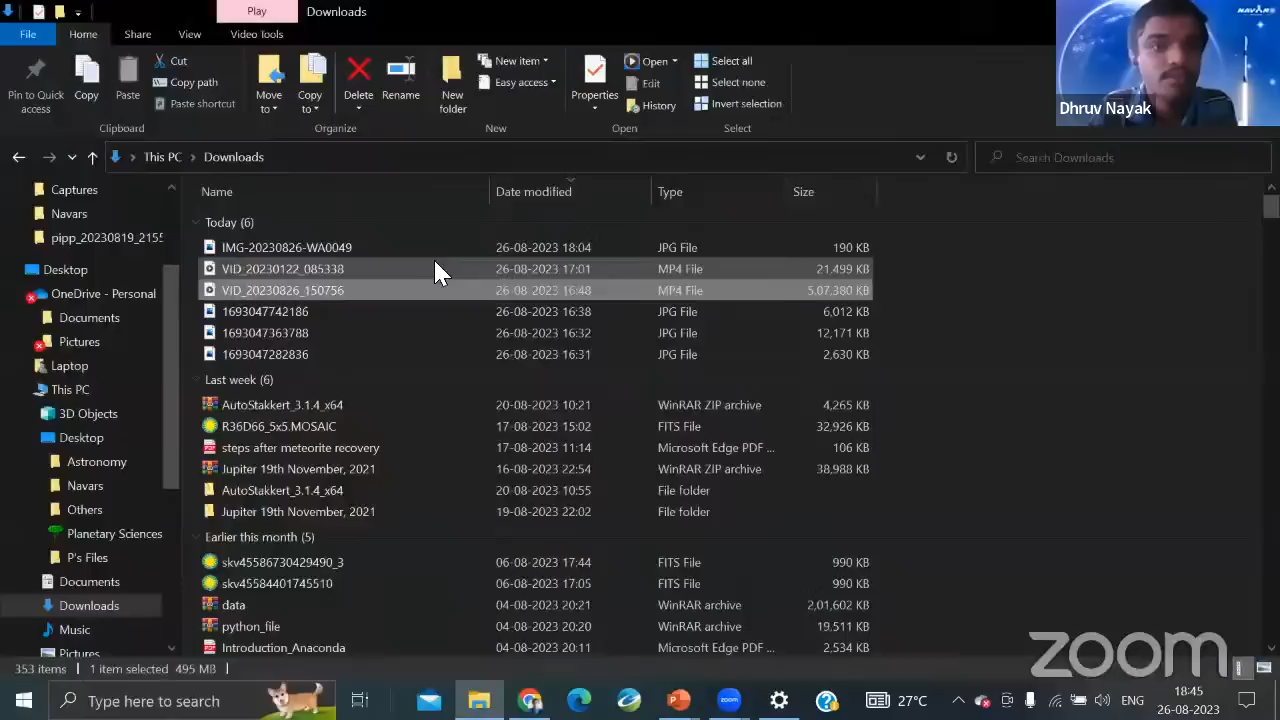 Play Downloads
File Home Share View Video Tools
Pin to Quick access
Copy
Paste
Cut
Copy path
Paste shortcut
Clipboard
Move to
Copy to
Delete
Rename
Organize
New folder
New item
Easy access
New
Properties
Open
Edit
History
Open
Select all
Select none
Invert selection
Select
NAVARS
Dhruv Nayak
This PC Downloads
Search Downloads
Captures
Navars
pipp_20230819_2155
Desktop
OneDrive - Personal
Documents
Pictures
Laptop
This PC
3D Objects
Desktop
Astronomy
Navars
Others
Planetary Sciences
P's Files
Documents
Downloads
Music
Pictures
Name Date modified Type Size
Today (6)
IMG-20230826-WA0049 26-08-2023 18:04 JPG File 190 KB
VID_20230122_085338 26-08-2023 17:01 MP4 File 21,499 KB
VID_20230826_150756 26-08-2023 16:48 MP4 File 5,07,380 KB
1693047742186 26-08-2023 16:38 JPG File 6,012 KB
1693047363788 26-08-2023 16:32 JPG File 12,171 KB
1693047282836 26-08-2023 16:31 JPG File 2,630 KB
Last week (6)
AutoStakkert_3.1.4_x64 20-08-2023 10:21 WinRAR ZIP archive 4,265 KB
R36D66_5x5.MOSAIC 17-08-2023 15:02 FITS File 32,926 KB
steps after meteorite recovery 17-08-2023 11:14 Microsoft Edge PDF ... 106 KB
Jupiter 19th November, 2021 16-08-2023 22:54 WinRAR ZIP archive 38,988 KB
AutoStakkert_3.1.4_x64 20-08-2023 10:55 File folder
Jupiter 19th November, 2021 19-08-2023 22:02 File folder
Earlier this month (5)
skv45586730429490_3 06-08-2023 17:44 FITS File 990 KB
skv45584401745510 06-08-2023 17:05 FITS File 990 KB
data 04-08-2023 20:21 WinRAR archive 2,01,602 KB
python_file 04-08-2023 20:20 WinRAR archive 19,511 KB
Introduction_Anaconda 04-08-2023 20:11 Microsoft Edge PDF ... 2,534 KB
zoom
353 items 1 item selected 495 MB
Type here to search
zoom
27°C
ENG
18:45
26-08-2023